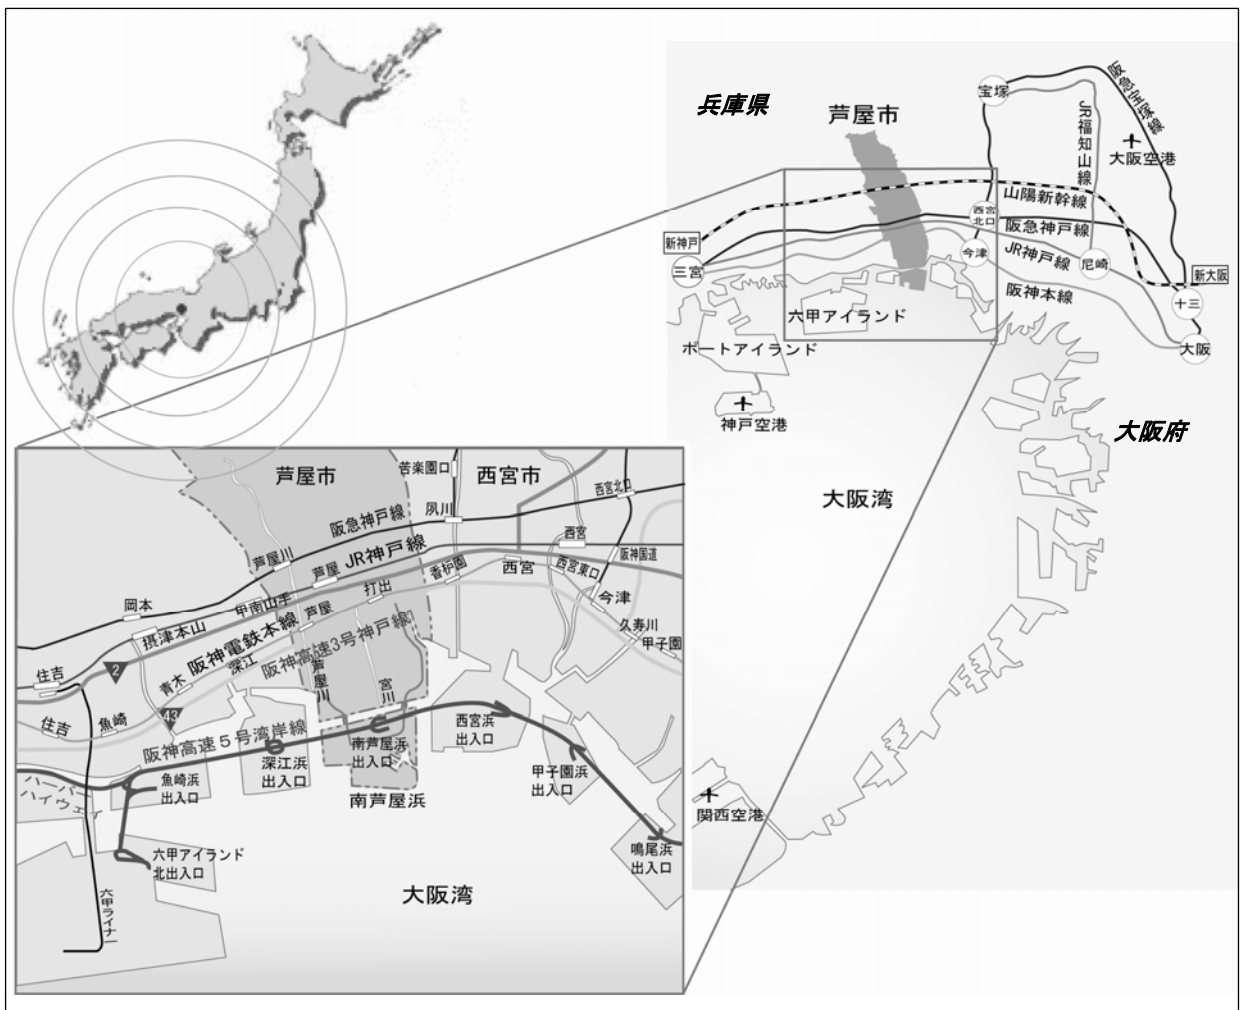 兵庫県
芦屋市
宝塚
阪急宝塚線
JR福知山線
大阪空港
山陽新幹線
西宮
北口
阪急神戸線
新神戸
三宮
今津
JR神戸線
尼崎
新大阪
阪神本線
十三
大阪
六甲アイランド
ポートアイランド
神戸空港
大阪府
大阪湾
関西空港
芦屋市
苦楽園口
西宮市
西宮北口
夙川
阪急神戸線
西宮
芦屋川
JR神戸線
阪神国道
芦屋
香枦園
西宮
西宮東口
打出
今津
岡本
甲南山手
芦屋
摂津本山
阪神電鉄本線
阪神高速3号神戸線
久寿川
甲子園
住吉
2
深江
青木
芦屋川
宮川
住吉
魚崎
43
阪神高速５号湾岸線
西宮浜
出入口
南芦屋浜
出入口
深江浜
出入口
甲子園浜
出入口
ハーバー
ハイウェイ
魚崎浜
出入口
南芦屋浜
鳴尾浜
出入口
六甲アイランド
北出入口
六甲ライナー
大阪湾